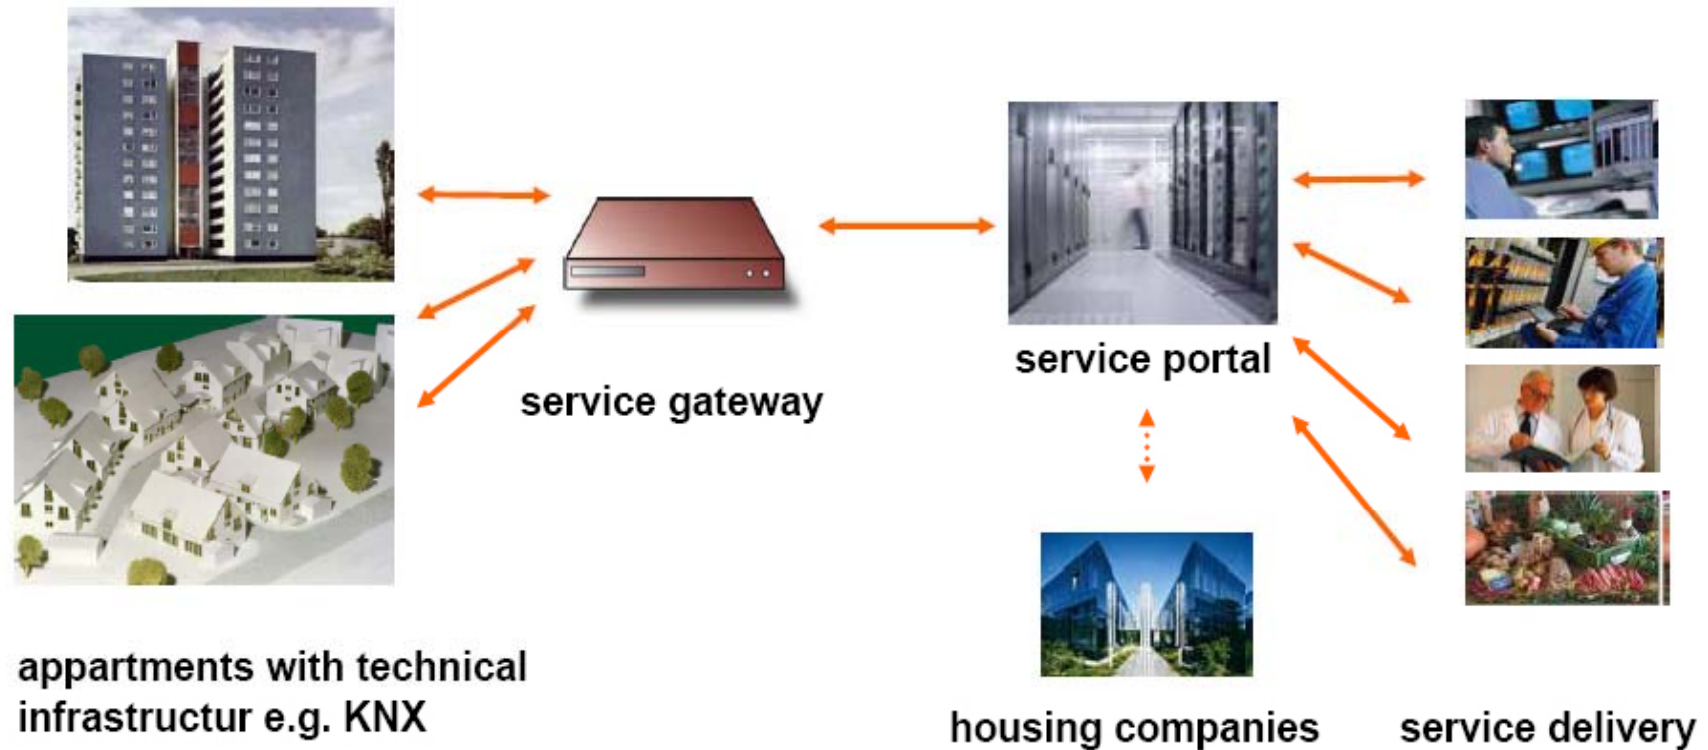 service gateway
service portal
appartments with technical
infrastructur e.g. KNX
housing companies
service delivery